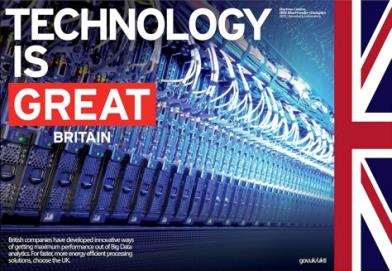 TECHNOLOGY
IS
GREAT
BRITAIN
British companies have developed innovative ways
of getting maximum performance out of Big Data
analytics. For faster, more energy efficient processing
solutions, choose the UK.
gov.uk/ukti